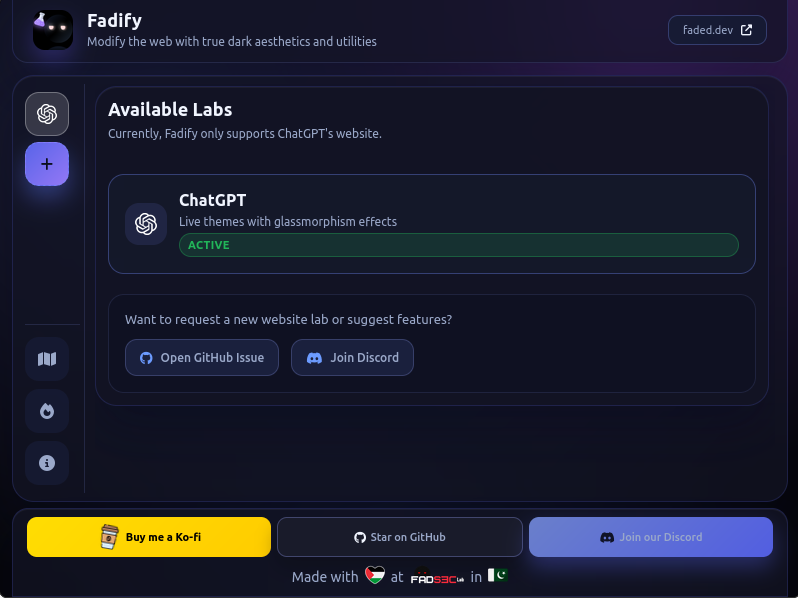 Fadify
Modify the web with true dark aesthetics and utilities
faded.dev
Available Labs
Currently, Fadify only supports ChatGPT's website.
+
ChatGPT
Live themes with glassmorphism effects
ACTIVE
Want to request a new website lab or suggest features?
Open GitHub Issue
Join Discord
Buy me a Ko-fi
Star on GitHub
Join our Discord
Made with at FADS3C Lab in